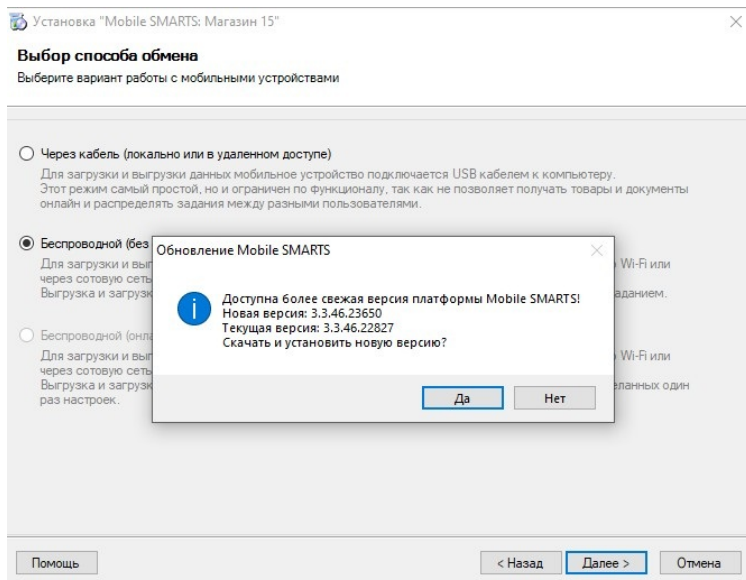 Установка "Mobile SMARTS: Магазин 15"
Выбор способа обмена
Выберите вариант работы с мобильными устройствами
Через кабель (локально или в удаленном доступе)
Для загрузки и выгрузки данных мобильное устройство подключается USB кабелем к компьютеру.
Этот режим самый простой, но и ограничен по функционалу, так как не позволяет получать товары и документы
онлайн и распределять задания между разными пользователями.
Беспроводной (без
Для загрузки и выг
Wi-Fi или
через сотовую сеть
Выгрузка и загрузк
аданием.
Обновление Mobile SMARTS
Доступна более свежая версия платформы Mobile SMARTS!
Новая версия: 3.3.46.23650
Текущая версия: 3.3.46.22827
Скачать и установить новую версию?
Да
Нет
Беспроводной (онла
Для загрузки и выг
Wi-Fi или
через сотовую сеть
Выгрузка и загрузк
еланных один
раз настроек.
Помощь
< Назад
Далее >
Отмена